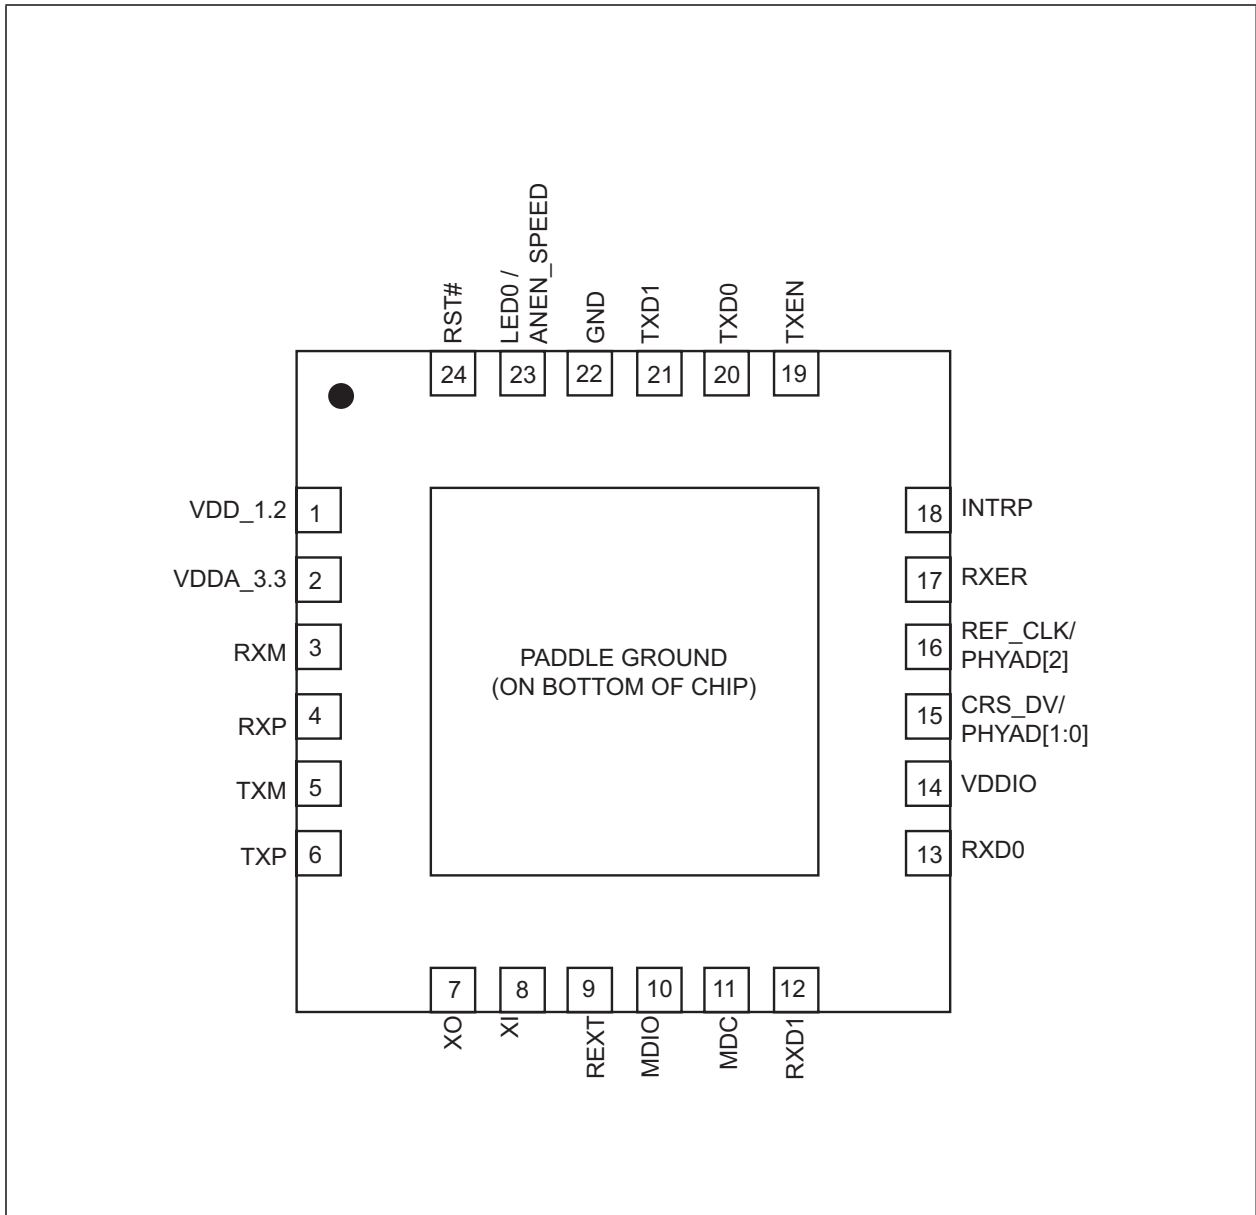 RST#
LED0 /
ANEN_SPEED
GND
TXD1
TXD0
TXEN
24
23
22
21
20
19
VDD_1.2
1
VDDA_3.3
2
RXM
3
RXP
4
TXM
5
TXP
6
PADDLE GROUND
(ON BOTTOM OF CHIP)
18
INTRP
17
RXER
16
REF_CLK/
PHYAD[2]
15
CRS_DV/
PHYAD[1:0]
14
VDDIO
13
RXD0
7
8
9
10
11
12
XO
XI
REXT
MDIO
MDC
RXD1